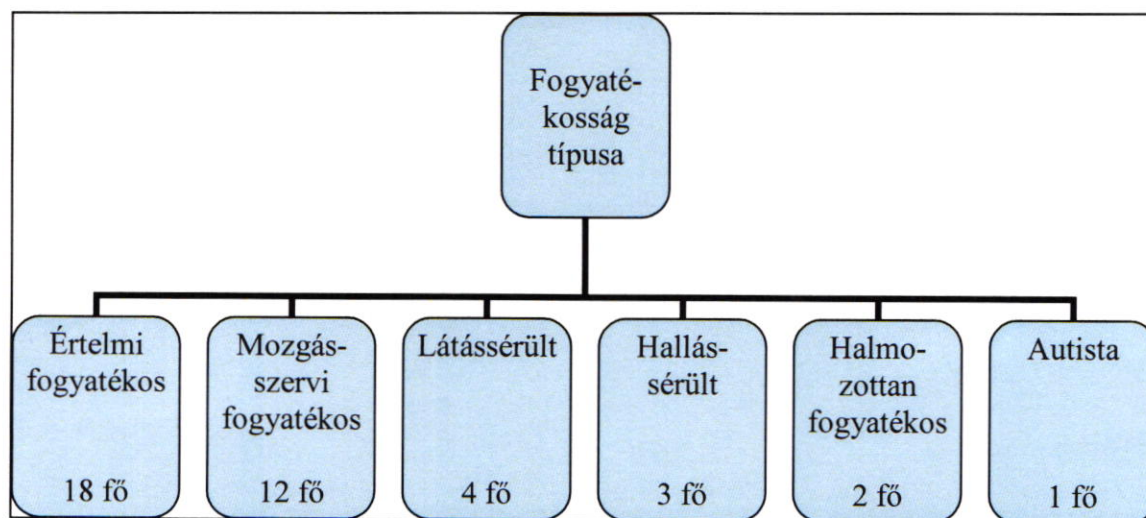 Fogyaté-
kosság
típusa
Értelmi
fogyatékos
18 fő
Mozgás-
szervi
fogyatékos
12 fő
Látássérült
4 fő
Hallás-
sérült
3 fő
Halmo-
zottan
fogyatékos
2 fő
Autista
1 fő